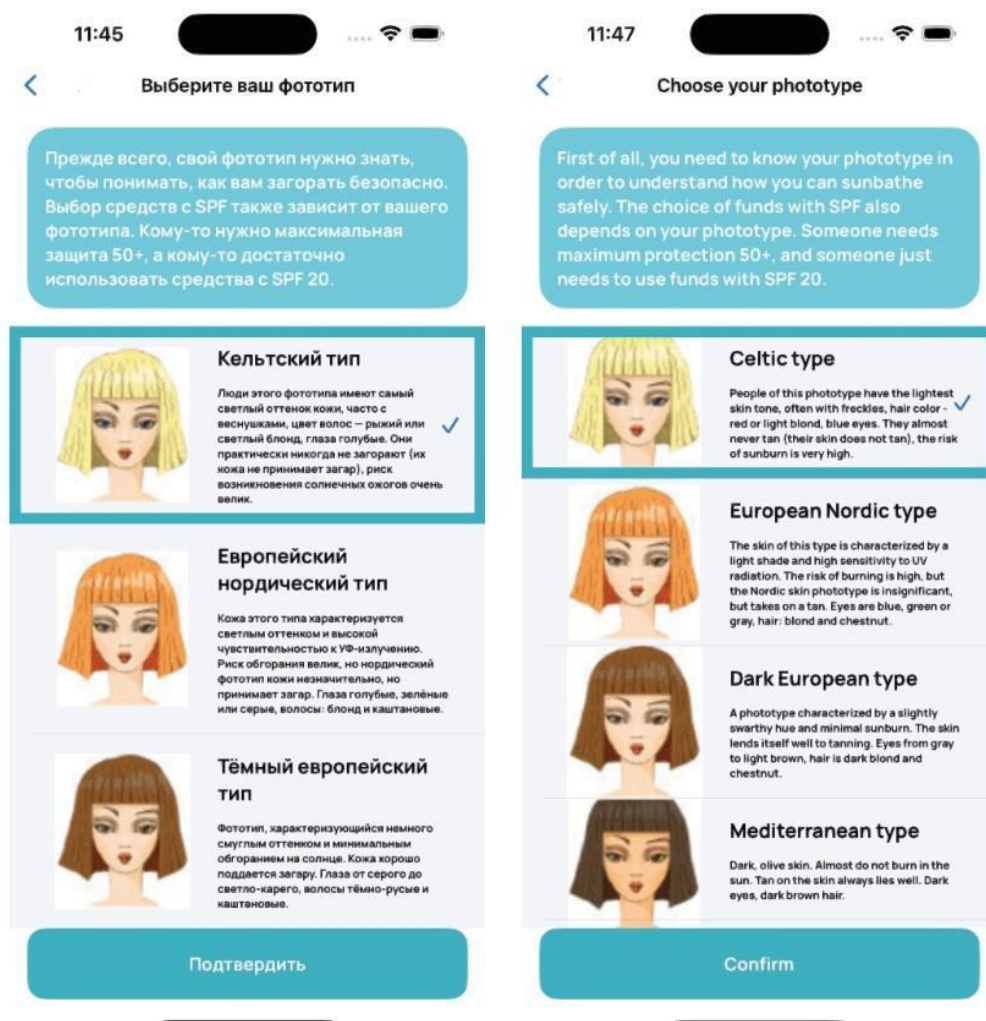 11:45
Выберите ваш фототип
Прежде всего, свой фототип нужно знать,
чтобы понимать, как вам загорать безопасно.
Выбор средств с SPF также зависит от вашего
фототипа. Кому-то нужно максимальная
защита 50+, а кому-то достаточно
использовать средства с SPF 20.
Кельтский тип
Люди этого фототипа имеют самый
светлый оттенок кожи, часто с
веснушками, цвет волос — рыжий или
светлый блонд, глаза голубые. Они
практически никогда не загорают (их
кожа не принимает загар), риск
возникновения солнечных ожогов очень
велик.
Европейский
нордический тип
Кожа этого типа характеризуется
светлым оттенком и высокой
чувствительностью к УФ-излучению.
Риск обгорания велик, но нордический
фототип кожи незначительно, но
принимает загар. Глаза голубые, зелёные
или серые, волосы: блонд и каштановые.
Тёмный европейский
тип
Фототип, характеризующийся немного
смуглым оттенком и минимальным
обгоранием на солнце. Кожа хорошо
поддается загару. Глаза от серого до
светло-карего, волосы тёмно-русые и
каштановые.
Подтвердить
11:47
Choose your phototype
First of all, you need to know your phototype in
order to understand how you can sunbathe
safely. The choice of funds with SPF also
depends on your phototype. Someone needs
maximum protection 50+, and someone just
needs to use funds with SPF 20.
Celtic type
People of this phototype have the lightest
skin tone, often with freckles, hair color -
red or light blond, blue eyes. They almost
never tan (their skin does not tan), the risk
of sunburn is very high.
European Nordic type
The skin of this type is characterized by a
light shade and high sensitivity to UV
radiation. The risk of burning is high, but
the Nordic skin phototype is insignificant,
but takes on a tan. Eyes are blue, green or
gray, hair: blond and chestnut.
Dark European type
A phototype characterized by a slightly
swarthy hue and minimal sunburn. The skin
lends itself well to tanning. Eyes from gray
to light brown, hair is dark blond and
chestnut.
Mediterranean type
Dark, olive skin. Almost do not burn in the
sun. Tan on the skin always lies well. Dark
eyes, dark brown hair.
Confirm